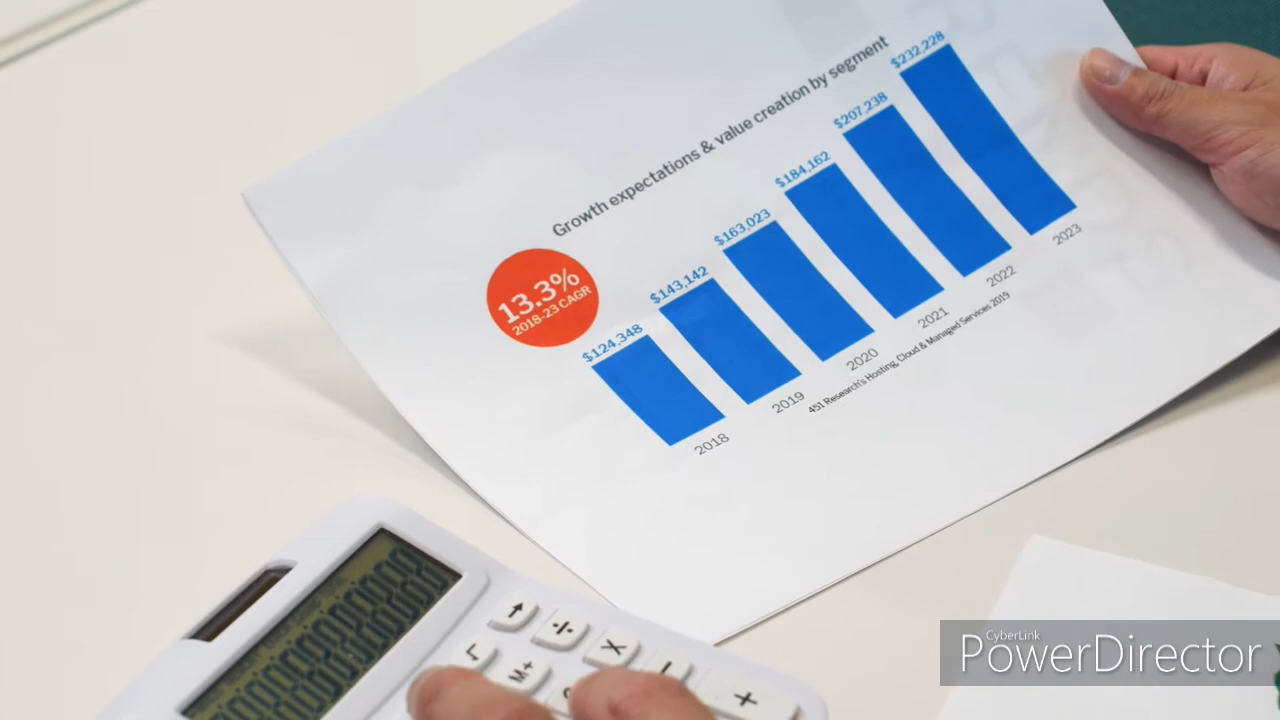 Growth expectations & value creation by segment
13.3%
2018-23 CAGR
$124,348
$143,142
$163,023
$184,162
$207,238
$232,228
2018
2019
2020
2021
2022
2023
451 Research's Hosting, Cloud & Managed Services 2019
↑
÷
X
√
M+
−
+
CyberLink
PowerDirector